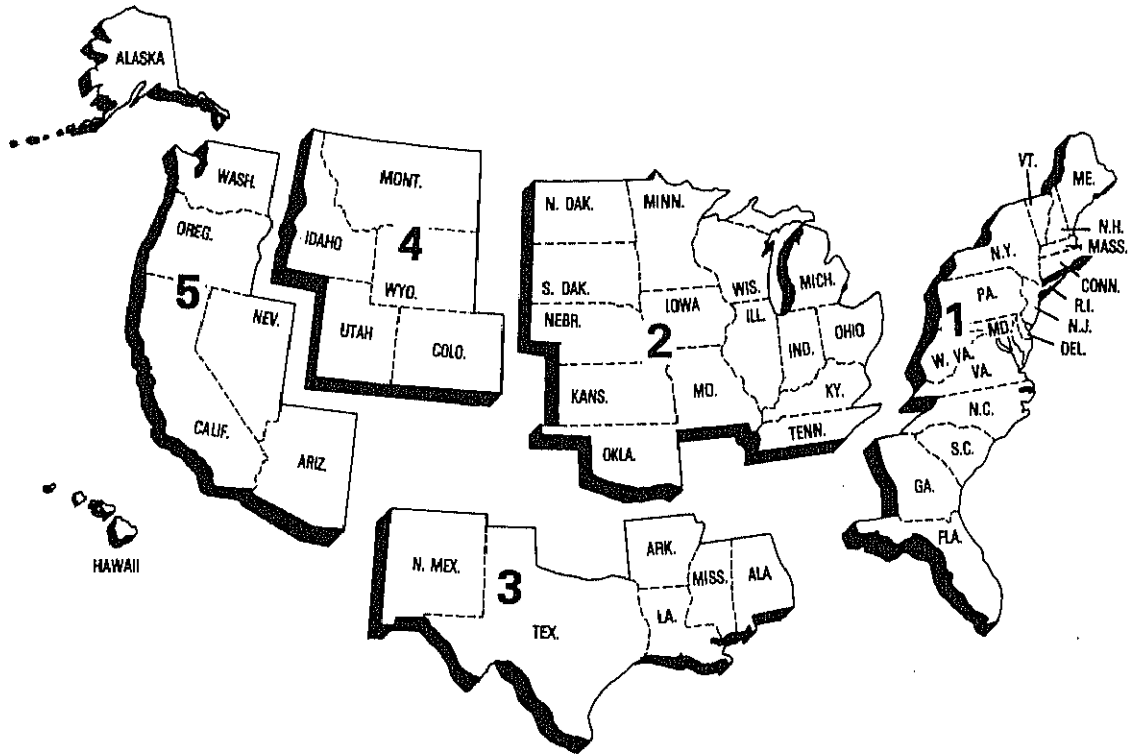 ALASKA
WASH.
OREG.
5
NEV.
CALIF.
ARIZ.
HAWAII
MONT.
IDAHO
4
WYO.
UTAH
COLO.
N. DAK.
MINN.
S. DAK.
WIS.
MICH.
NEBR.
IOWA
ILL.
2
IND.
OHIO
KANS.
MO.
KY.
OKLA.
TENN.
N. MEX.
3
TEX.
ARK.
LA.
MISS.
ALA
VT.
ME.
N.H.
MASS.
N.Y.
CONN.
R.I.
PA.
N.J.
1
MD.
DEL.
W. VA.
VA.
N.C.
S.C.
GA.
FLA.